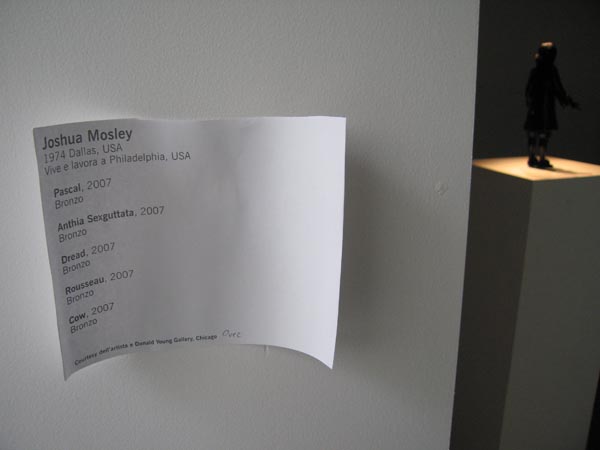 Joshua Mosley
1974 Dallas, USA
Vive e lavora a Philadelphia, USA
Pascal, 2007
Bronzo
Anthia Sexguttata, 2007
Bronzo
Dread, 2007
Bronzo
Rousseau, 2007
Bronzo
Cow, 2007
Bronzo
Courtesy dell'artista e Donald Young Gallery, Chicago